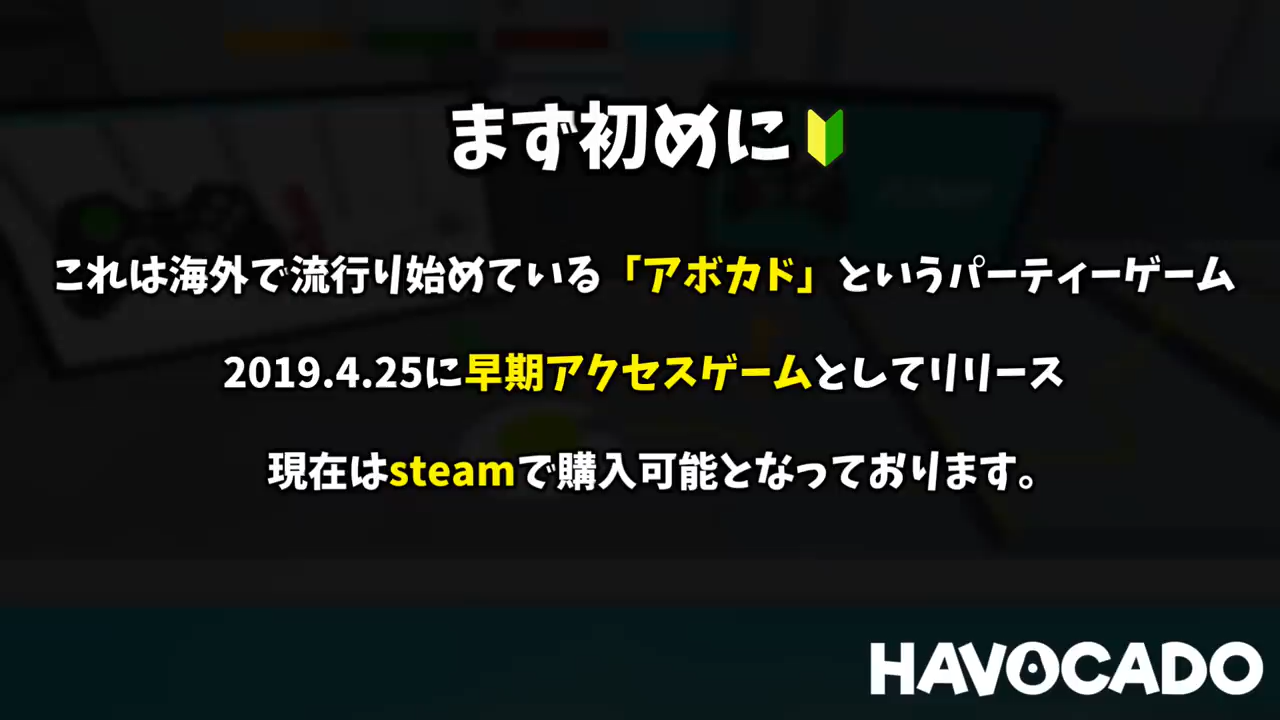 まず初めに🔰
これは海外で流行り始めている「アボカド」というパーティーゲーム
2019.4.25に早期アクセスゲームとしてリリース
現在はsteamで購入可能となっております。
HAVOCADO